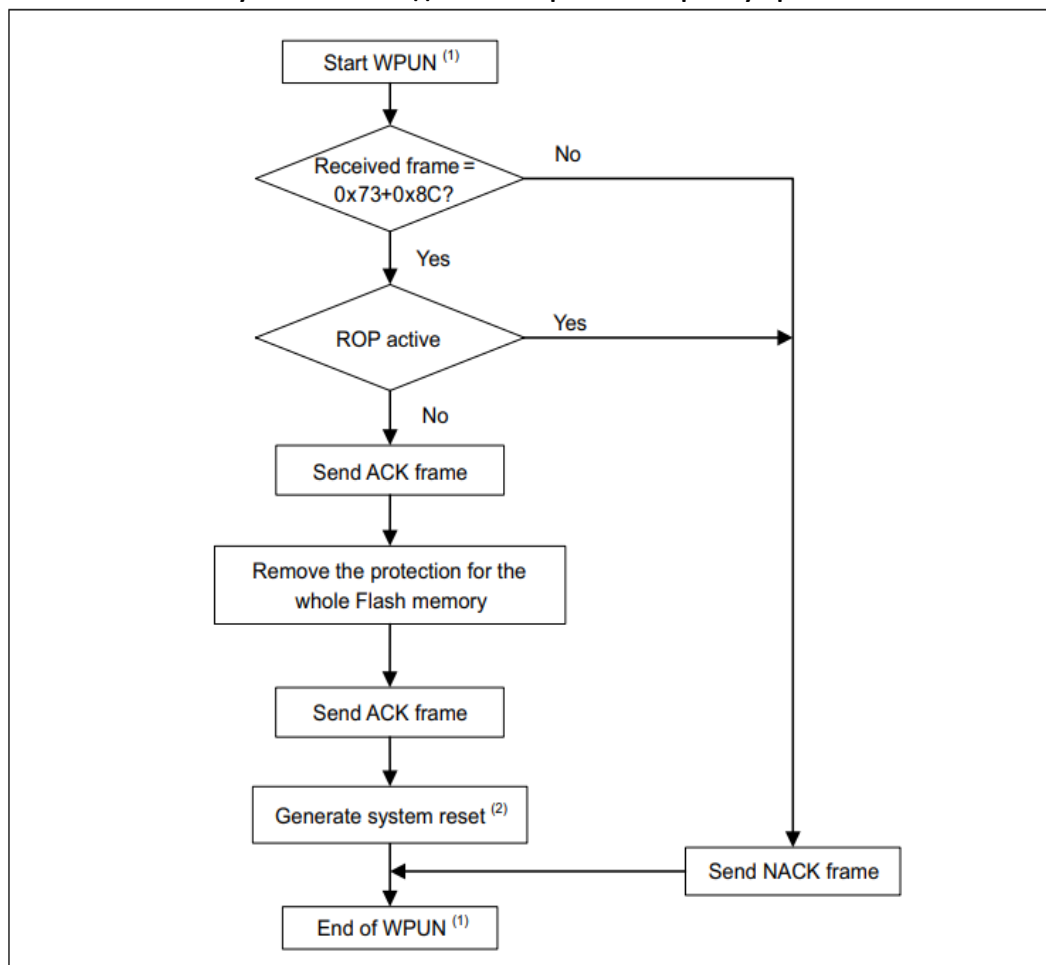 Start WPUN (1)
Received frame =
0x73+0x8C?
No
Yes
ROP active
Yes
No
Send ACK frame
Remove the protection for the
whole Flash memory
Send ACK frame
Generate system reset (2)
Send NACK frame
End of WPUN (1)